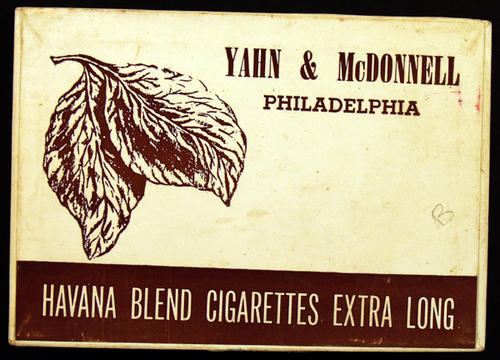 YAHN & McDONNELL
PHILADELPHIA
B
HAVANA BLEND CIGARETTES EXTRA LONG